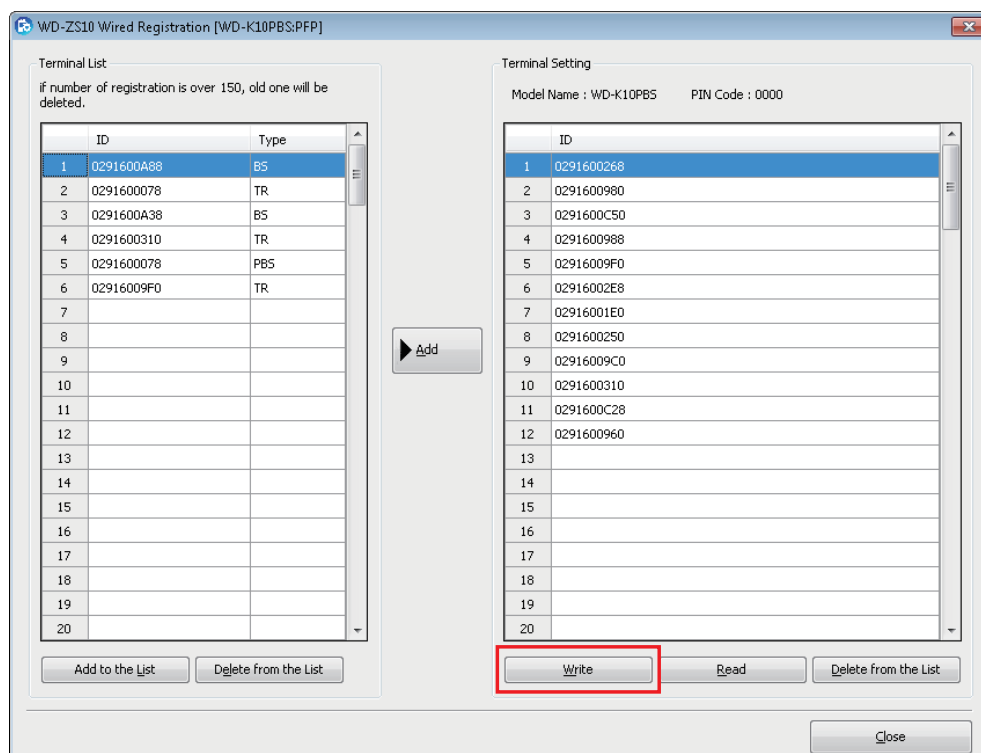 WD-ZS10 Wired Registration [WD-K10PBS:PFP]
Terminal List
if number of registration is over 150, old one will be
deleted.
ID Type
1 0291600A88 BS
2 0291600078 TR
3 0291600A38 BS
4 0291600310 TR
5 0291600078 PBS
6 02916009F0 TR
7
8
9
10
11
12
13
14
15
16
17
18
19
20
Add to the List Delete from the List
Add
Terminal Setting
Model Name : WD-K10PBS PIN Code : 0000
ID
1 0291600268
2 0291600980
3 0291600C50
4 0291600988
5 02916009F0
6 02916002E8
7 02916001E0
8 0291600250
9 02916009C0
10 0291600310
11 0291600C28
12 0291600960
13
14
15
16
17
18
19
20
Write Read Delete from the List
Close